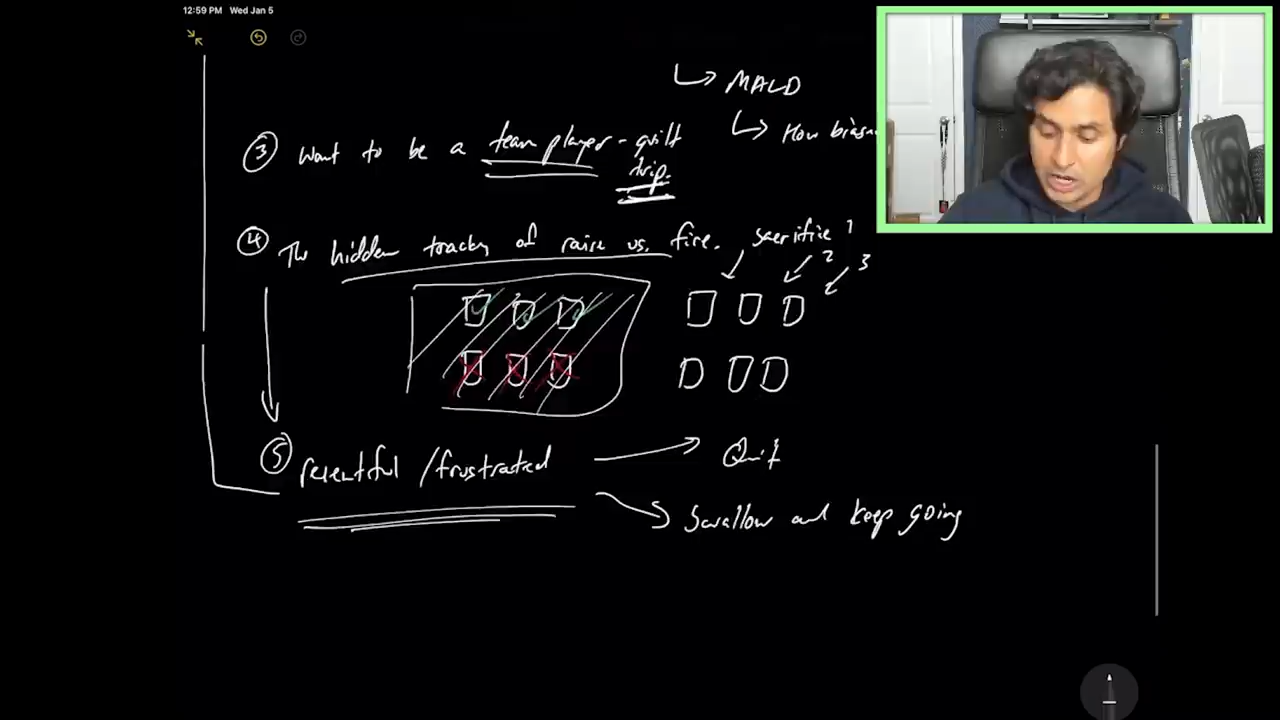 12:59 PM Wed Jan 5
↳ MALD
③ Want to be a team player - guilt
trip.
↳ How
④ The hidden tracks of raise vs. fire.
sacrifice 1
2
3
⑤ resentful / frustrated → Quit
→ Swallow and keep going